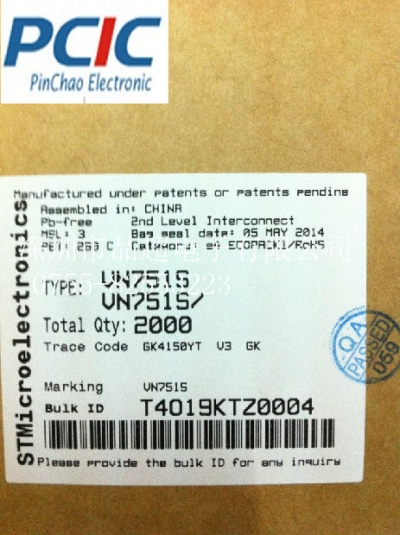 PCIC
PinChao Electronic
Manufactured under patents or patents pending
Assembled in: CHINA
Pb-free 2nd Level Interconnect
MSL: 3 Bag seal date: 05 MAY 2014
PBT: 260 C Category: e4 ECOPACK1/RoHS
TYPE: VN751S
VN751S/
Total Qty: 2000
Trace Code GK4150YT V3 GK
Marking VN751S
Bulk ID T4019KTZ0004
Please provide the bulk ID for any inquiry
STMicroelectronics
QA
PASSED
059